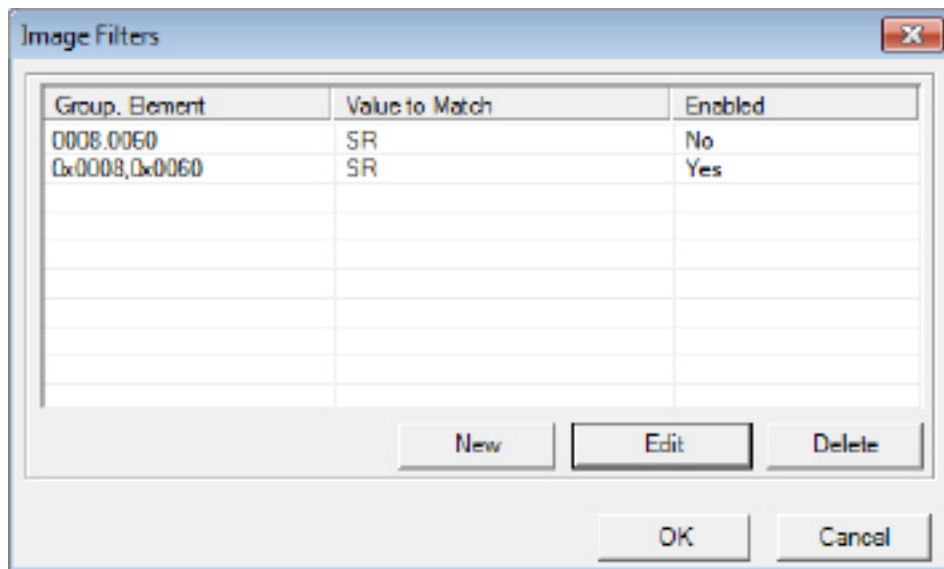 Image Filters
Group, Element Value to Match Enabled
0008.0060 SR No
0x0008,0x0060 SR Yes
New Edit Delete
OK Cancel